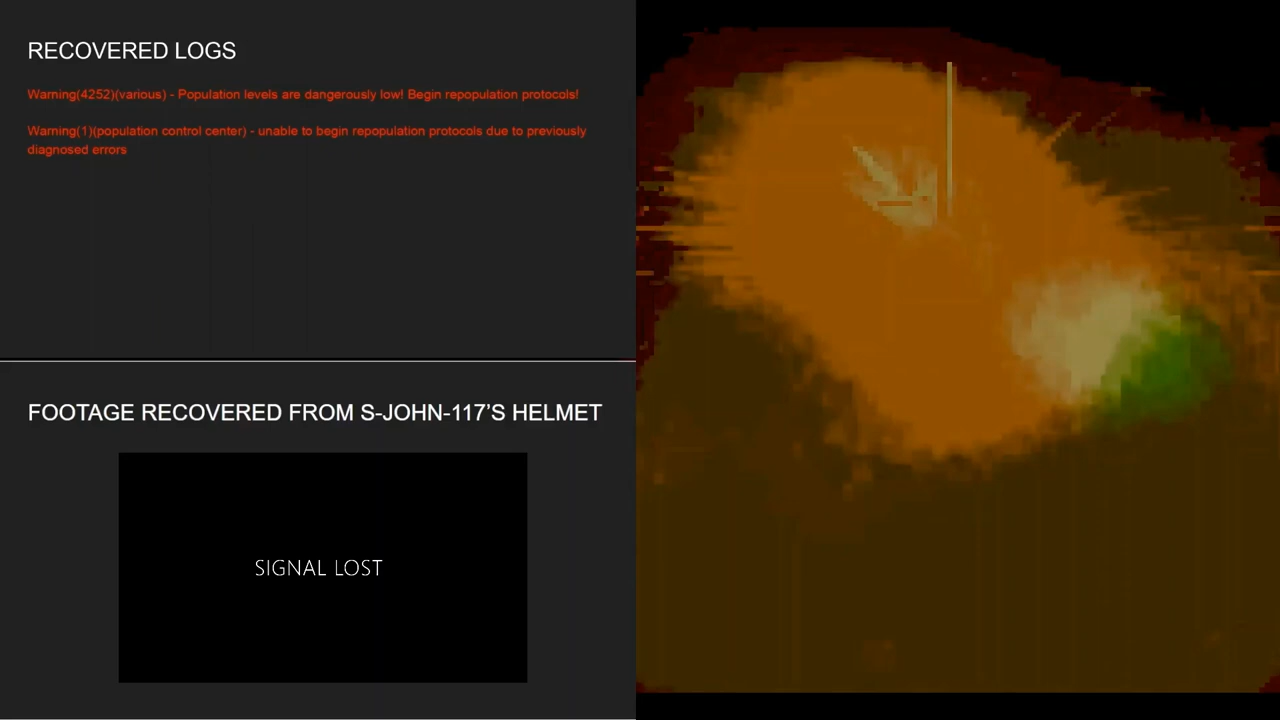 RECOVERED LOGS
Warning(4252)(various) - Population levels are dangerously low! Begin repopulation protocols!
Warning(1)(population control center) - unable to begin repopulation protocols due to previously
diagnosed errors
FOOTAGE RECOVERED FROM S-JOHN-117’S HELMET
SIGNAL LOST